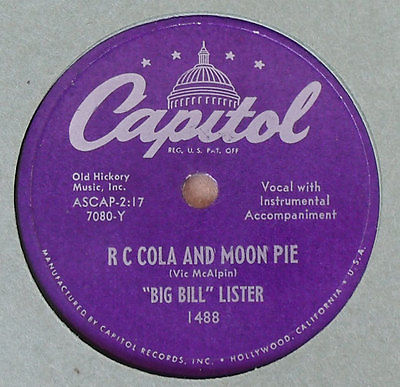 Capitol
REG. U.S. PAT. OFF
Old Hickory
Music, Inc.
ASCAP-2:17
7080-Y
Vocal with
Instrumental
Accompaniment
R C COLA AND MOON PIE
(Vic McAlpin)
"BIG BILL" LISTER
1488
MANUFACTURED BY CAPITOL RECORDS, INC. • HOLLYWOOD, CALIFORNIA • U.S.A.